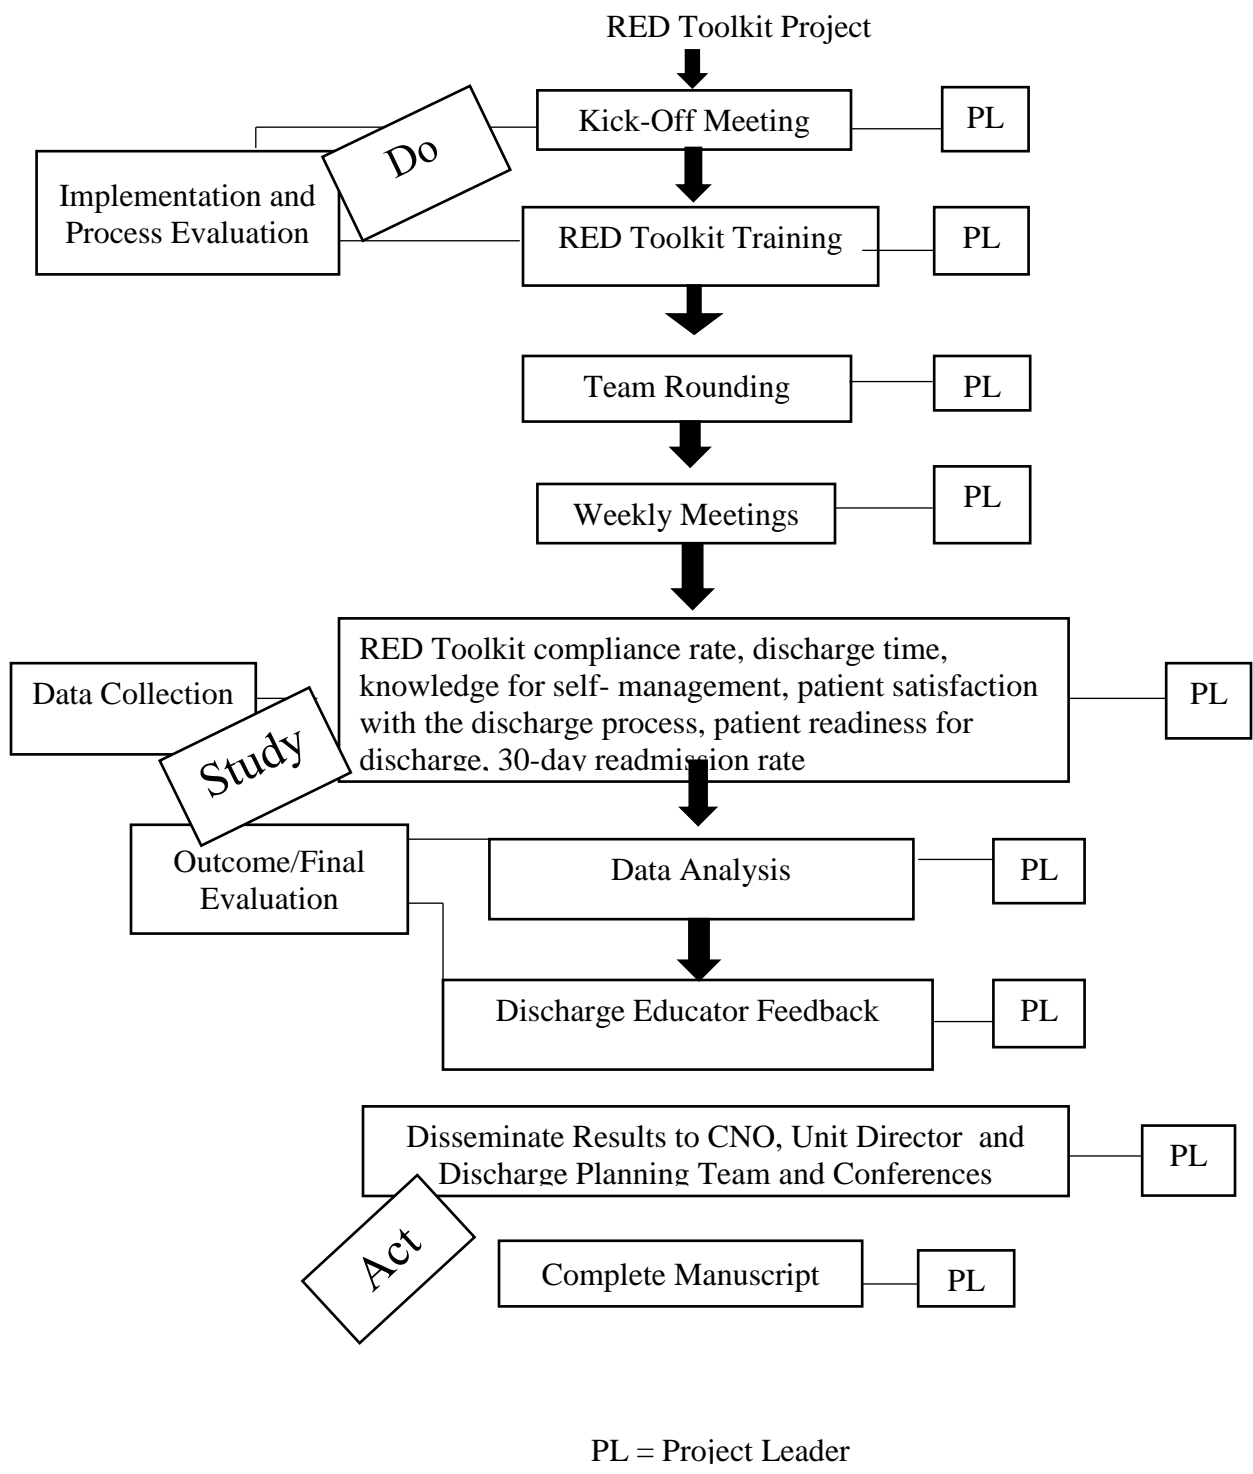 RED Toolkit Project
Kick-Off Meeting
PL
Do
Implementation and
Process Evaluation
RED Toolkit Training
PL
Team Rounding
PL
Weekly Meetings
PL
RED Toolkit compliance rate, discharge time,
knowledge for self- management, patient satisfaction
with the discharge process, patient readiness for
discharge, 30-day readmission rate
Data Collection
PL
Study
Outcome/Final
Evaluation
Data Analysis
PL
Discharge Educator Feedback
PL
Disseminate Results to CNO, Unit Director and
Discharge Planning Team and Conferences
PL
Act
Complete Manuscript
PL
PL = Project Leader